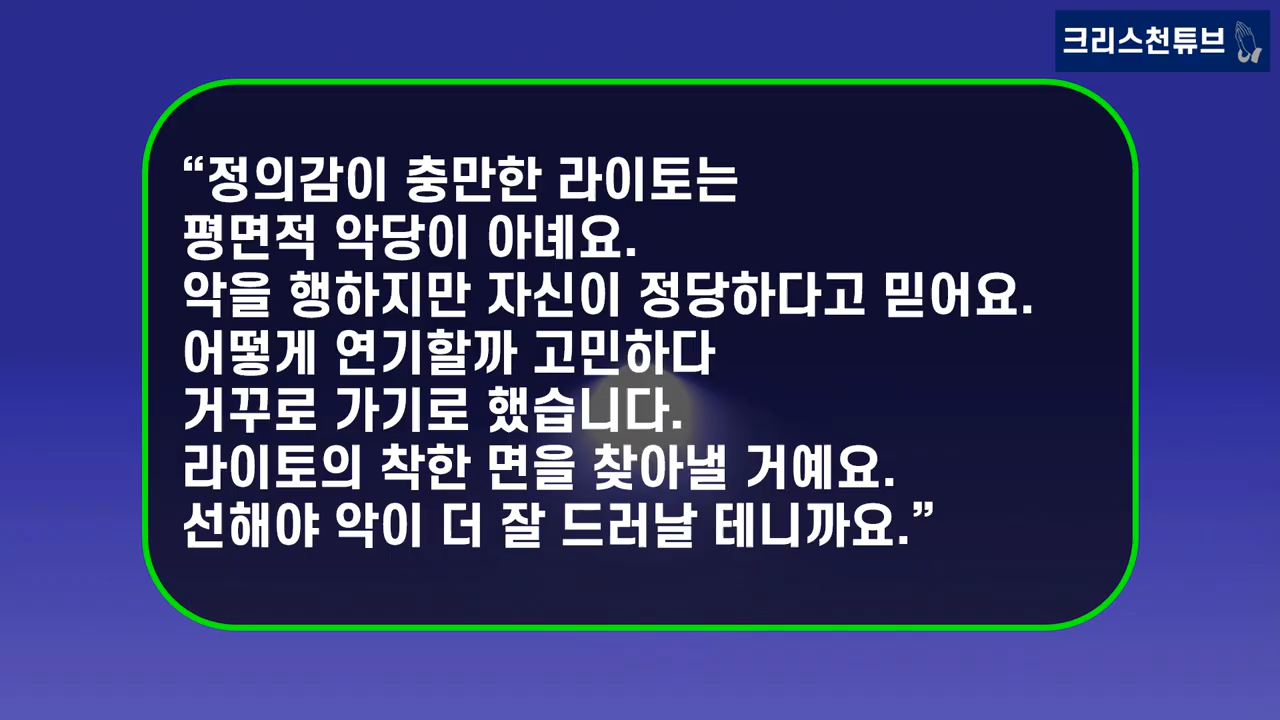 크리스천튜브
“정의감이 충만한 라이토는
평면적 악당이 아녜요.
악을 행하지만 자신이 정당하다고 믿어요.
어떻게 연기할까 고민하다
거꾸로 가기로 했습니다.
라이토의 착한 면을 찾아낼 거예요.
선해야 악이 더 잘 드러날 테니까요.”